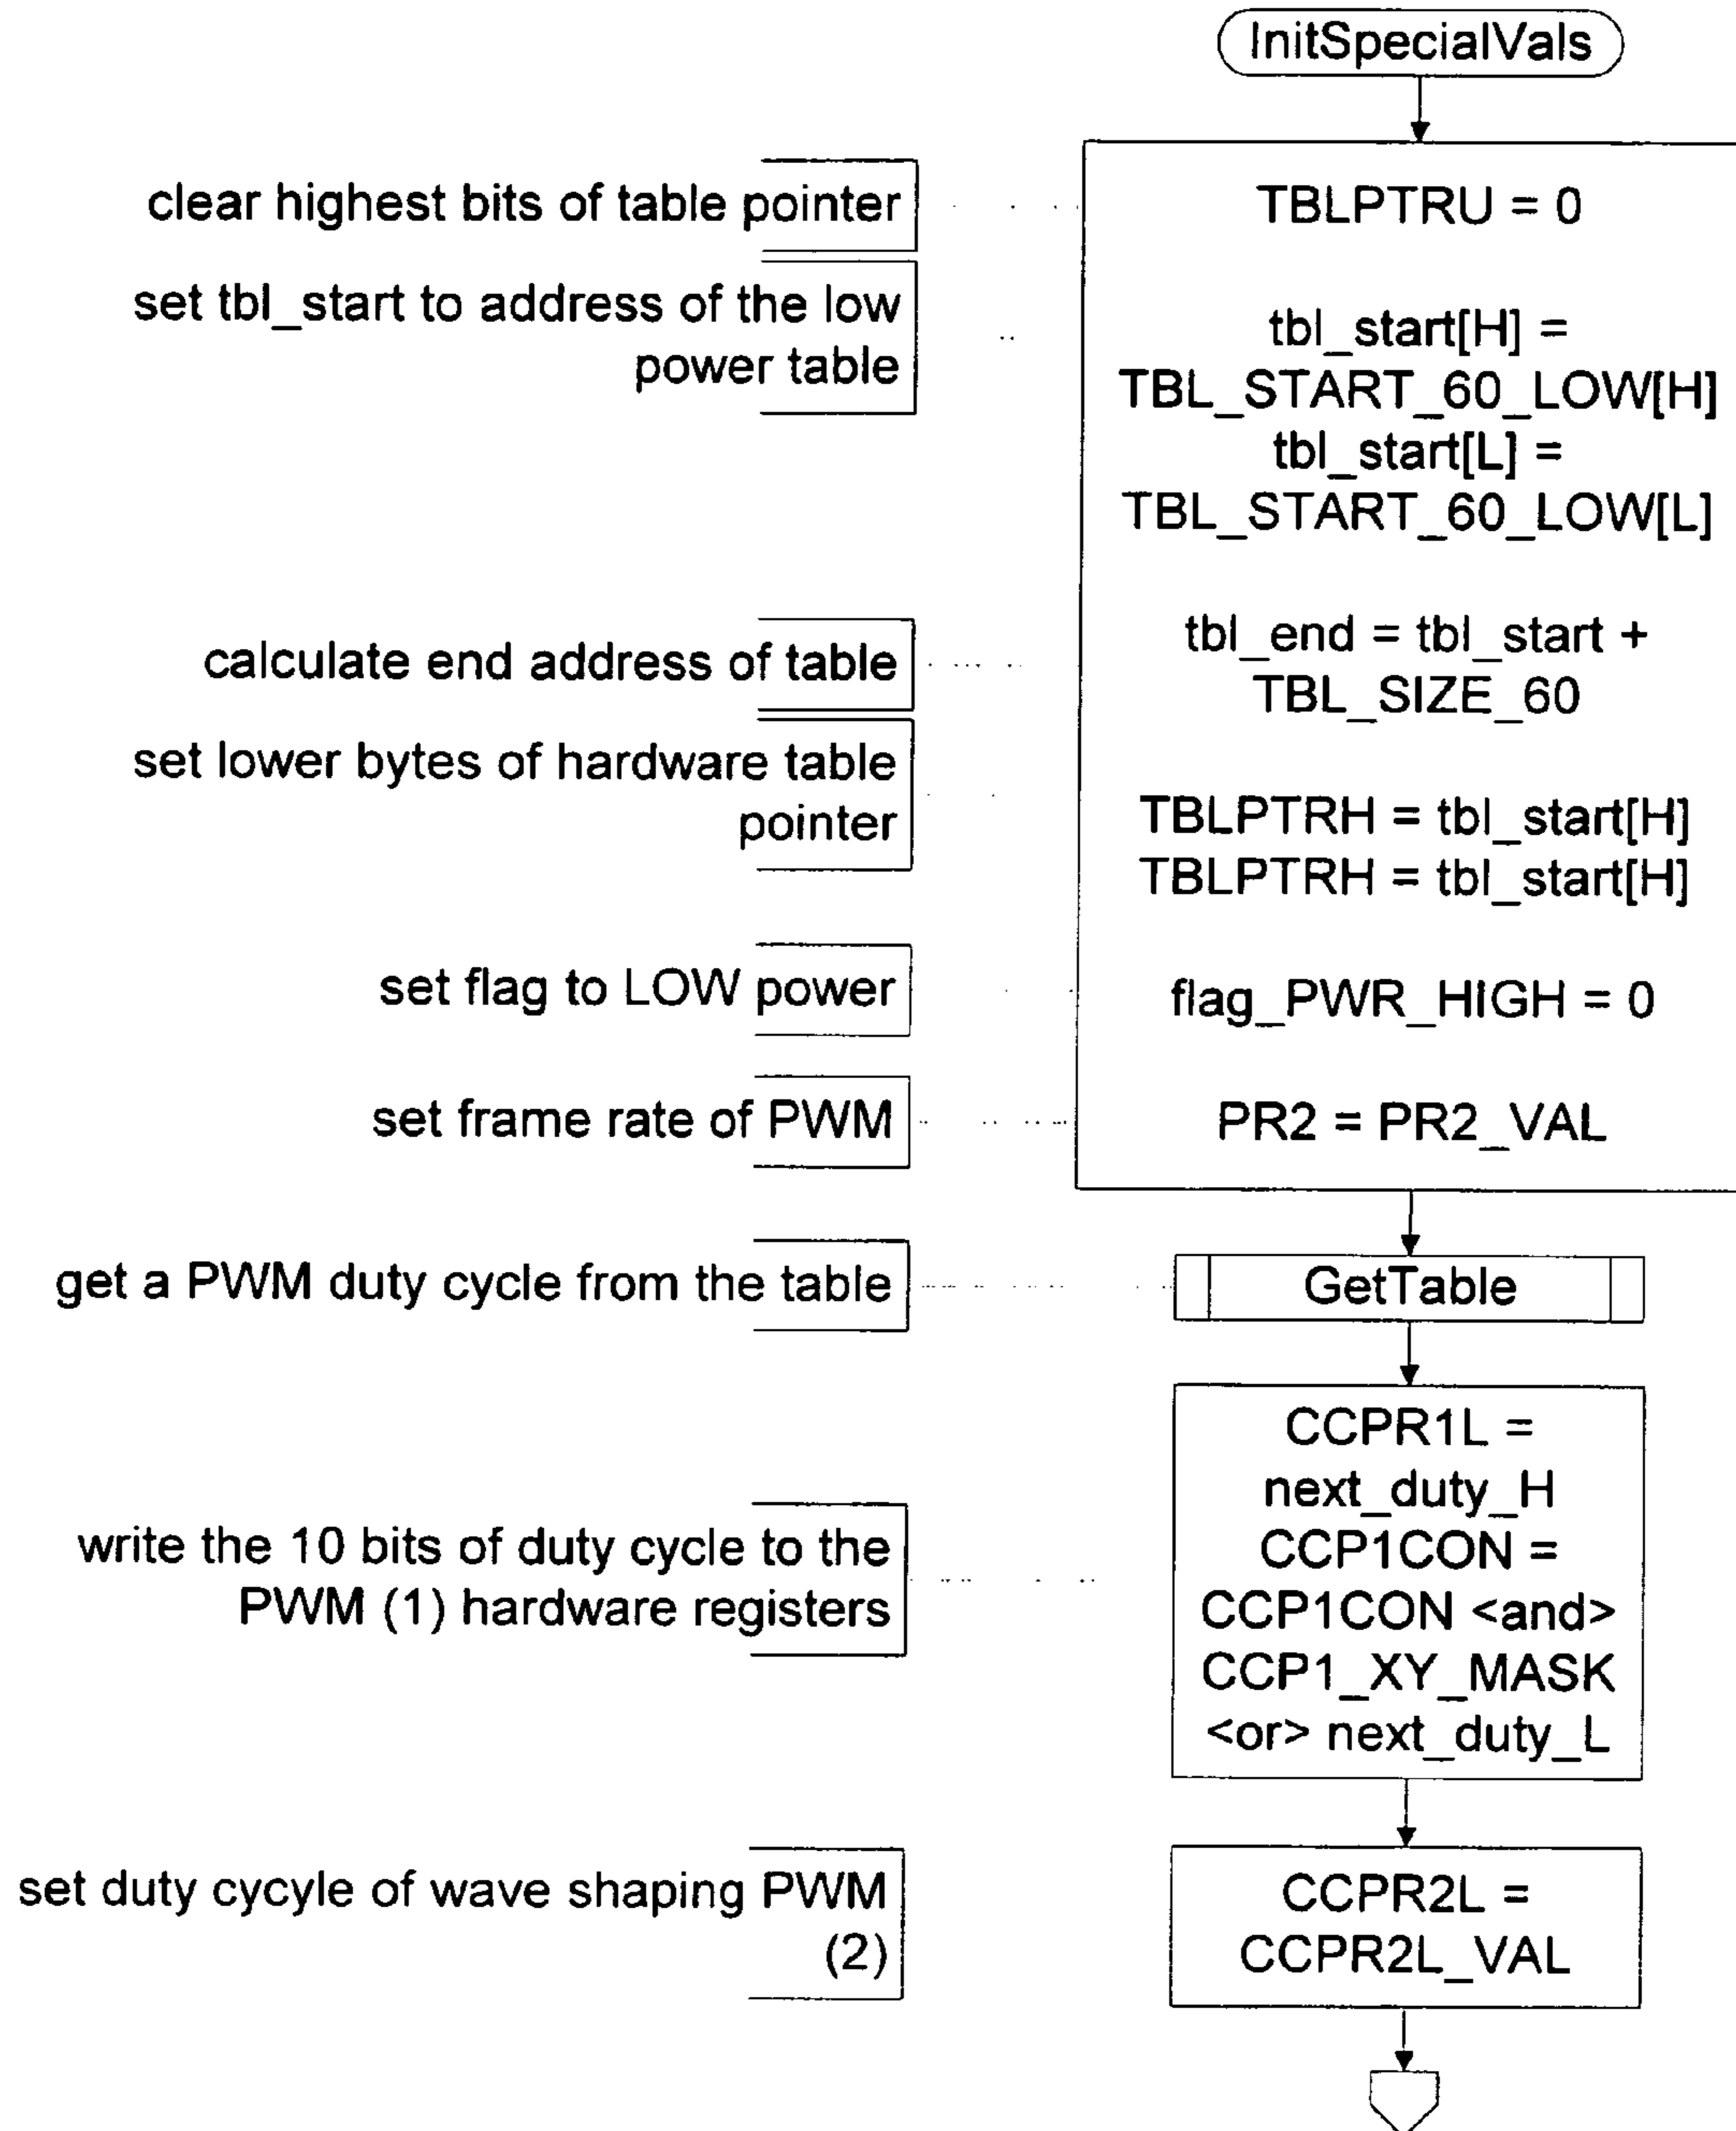 InitSpecialVals
clear highest bits of table pointer
TBLPTRU = 0
set tbl_start to address of the low
power table
tbl_start[H] =
TBL_START_60_LOW[H]
tbl_start[L] =
TBL_START_60_LOW[L]
calculate end address of table
tbl_end = tbl_start +
TBL_SIZE_60
set lower bytes of hardware table
pointer
TBLPTRH = tbl_start[H]
TBLPTRH = tbl_start[H]
set flag to LOW power
flag_PWR_HIGH = 0
set frame rate of PWM
PR2 = PR2_VAL
get a PWM duty cycle from the table
GetTable
write the 10 bits of duty cycle to the
PWM (1) hardware registers
CCPR1L =
next_duty_H
CCP1CON =
CCP1CON <and>
CCP1_XY_MASK
<or> next_duty_L
set duty cycyle of wave shaping PWM
(2)
CCPR2L =
CCPR2L_VAL